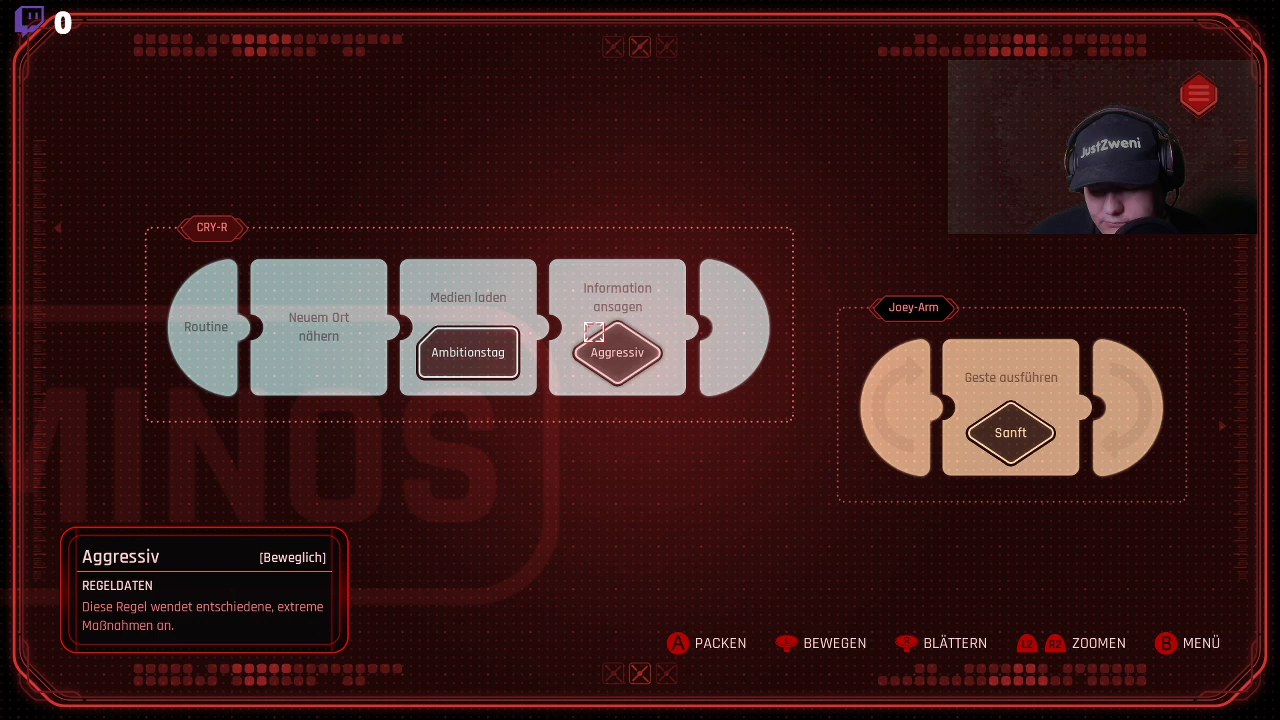 0
JustZweni
CRY-R
Routine
Neuem Ort
nähern
Medien laden
Ambitionstag
Information
ansagen
Aggressiv
Joey-Arm
Geste ausführen
Sanft
MINOS
Aggressiv
[Beweglich]
REGELDATEN
Diese Regel wendet entschiedene, extreme
Maßnahmen an.
A PACKEN
L BEWEGEN
R BLÄTTERN
L2 R2 ZOOMEN
B MENÜ